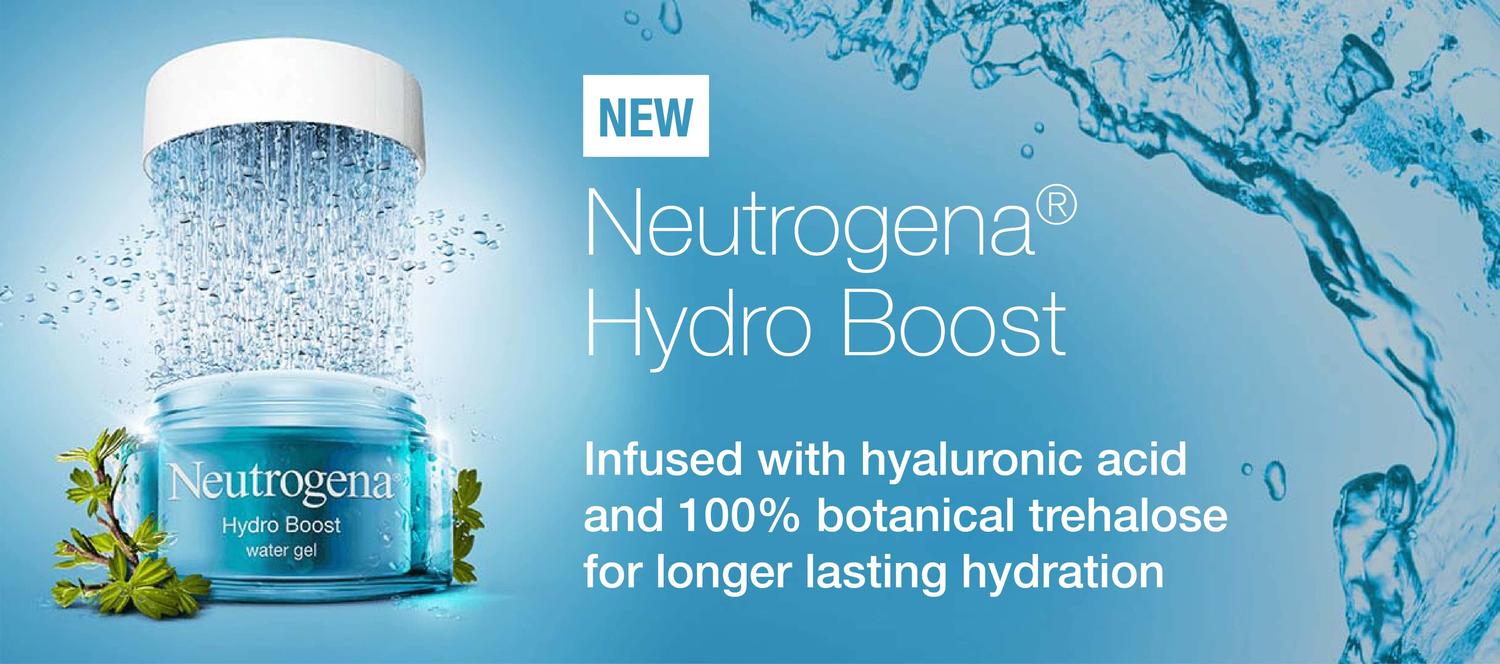 NEW
Neutrogena®
Hydro Boost
Infused with hyaluronic acid
and 100% botanical trehalose
for longer lasting hydration
Neutrogena®
Hydro Boost
water gel